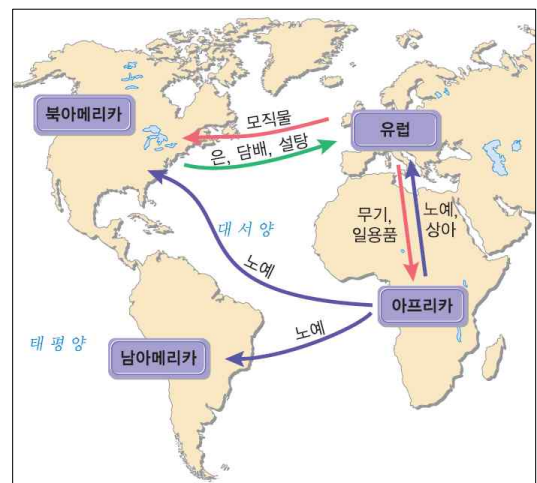 북아메리카
모직물
유럽
은, 담배, 설탕
무기,
일용품
노예,
상아
대서양
노예
아프리카
노예
태평양
남아메리카